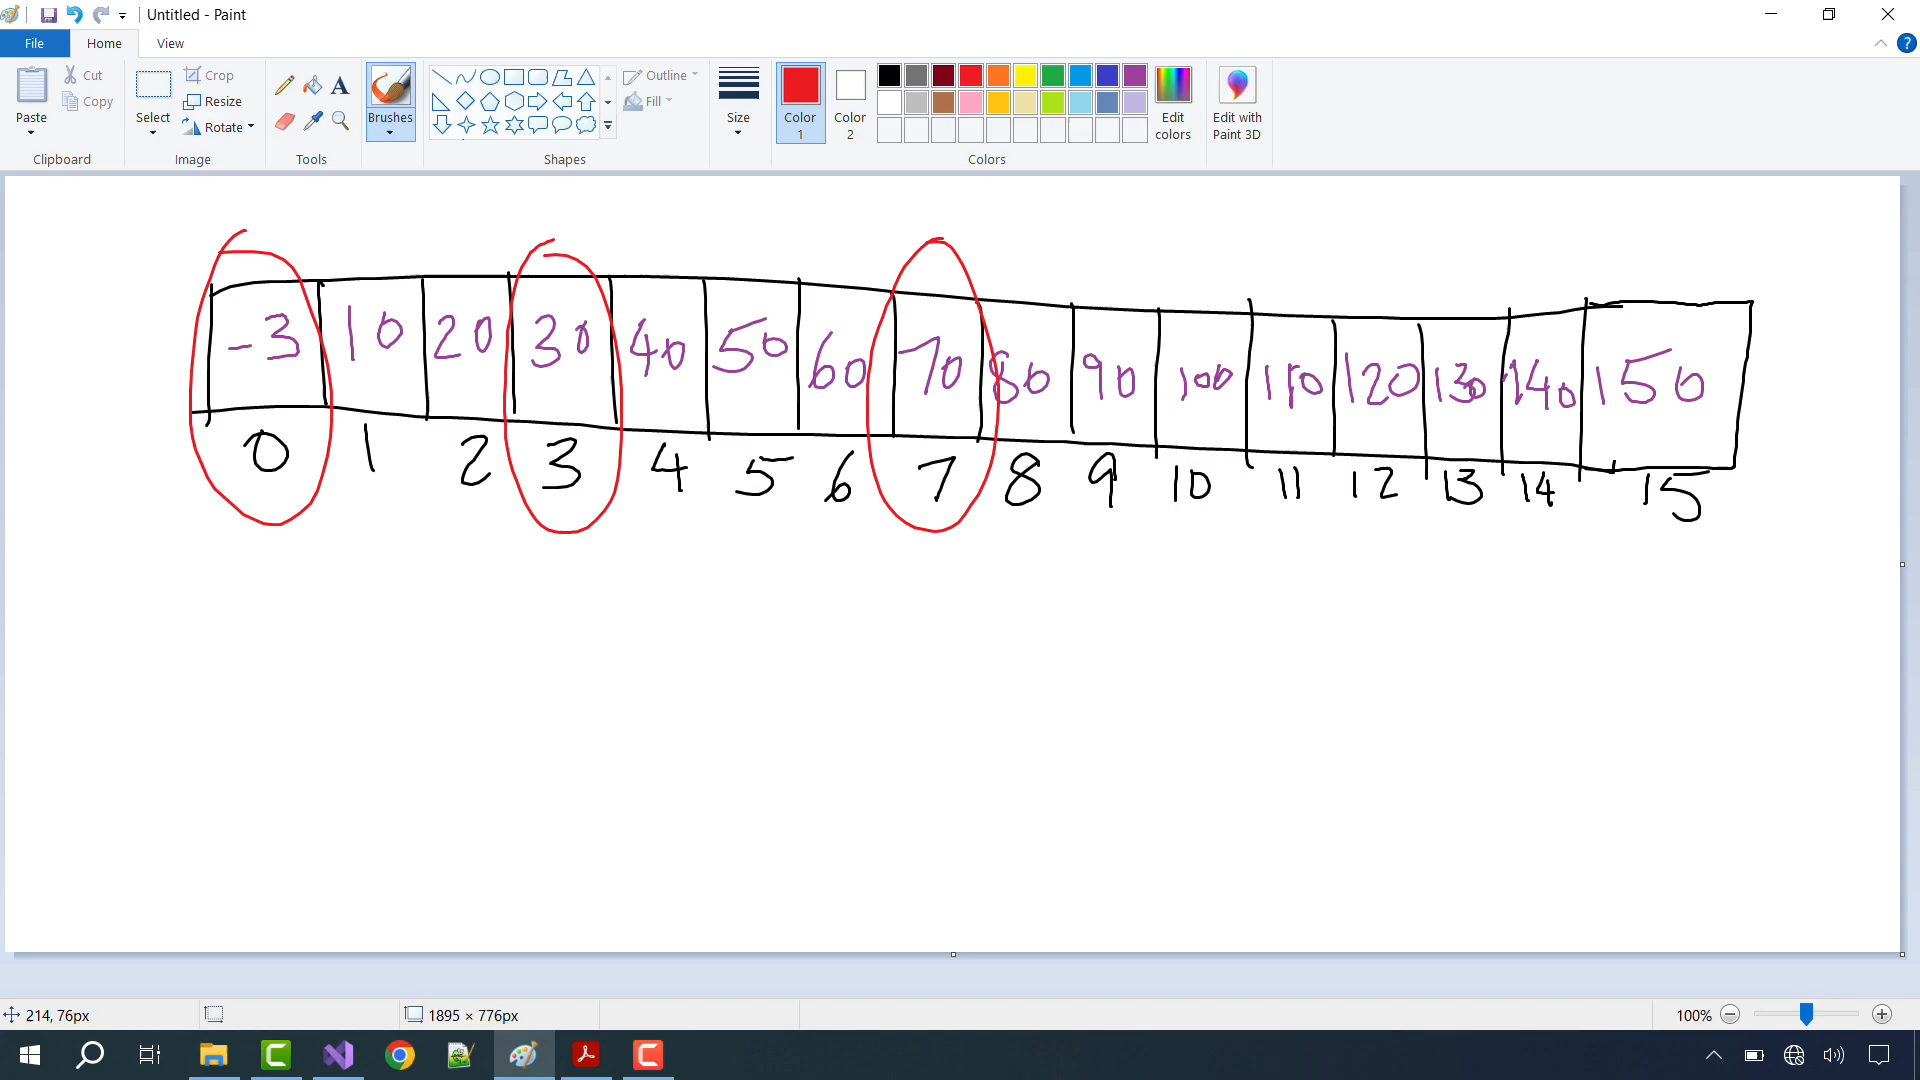 Untitled - Paint
File Home View
Paste Cut Copy Select Crop Resize Rotate Brushes Outline Fill Size Color 1 Color 2 Edit colors Edit with Paint 3D
Clipboard Image Tools Shapes Colors
-3 10 20 30 40 50 60 70 80 90 100 110 120 130 140 150
0 1 2 3 4 5 6 7 8 9 10 11 12 13 14 15
214, 76px 1895 × 776px 100%